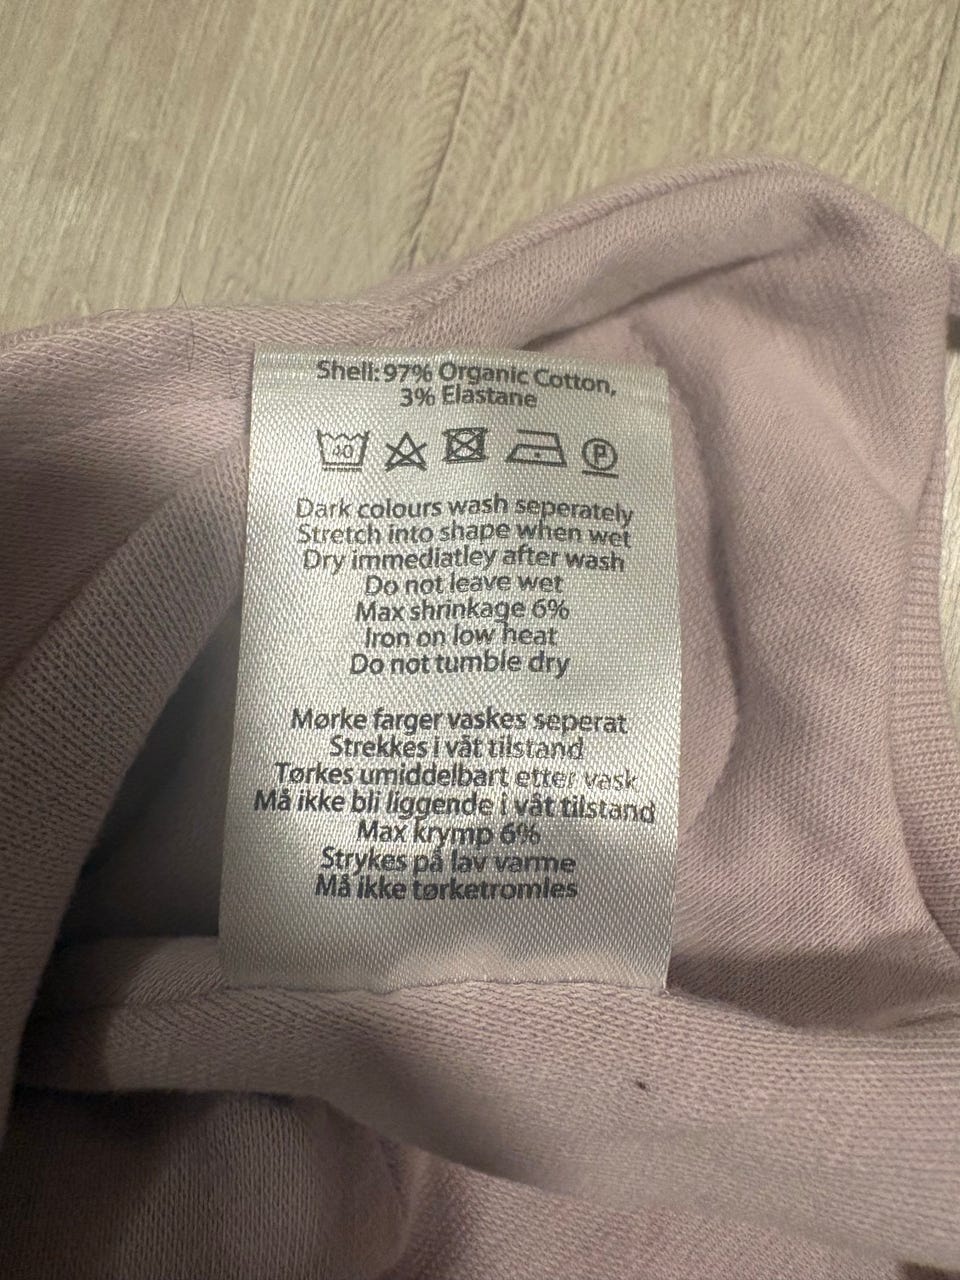 Shell: 97% Organic Cotton,
3% Elastane
40 P
Dark colours wash seperately
Stretch into shape when wet
Dry immediatley after wash
Do not leave wet
Max shrinkage 6%
Iron on low heat
Do not tumble dry
Mørke farger vaskes seperat
Strekkes i våt tilstand
Tørkes umiddelbart etter vask
Må ikke bli liggende i våt tilstand
Max krymp 6%
Strykes på lav varme
Må ikke tørketromles